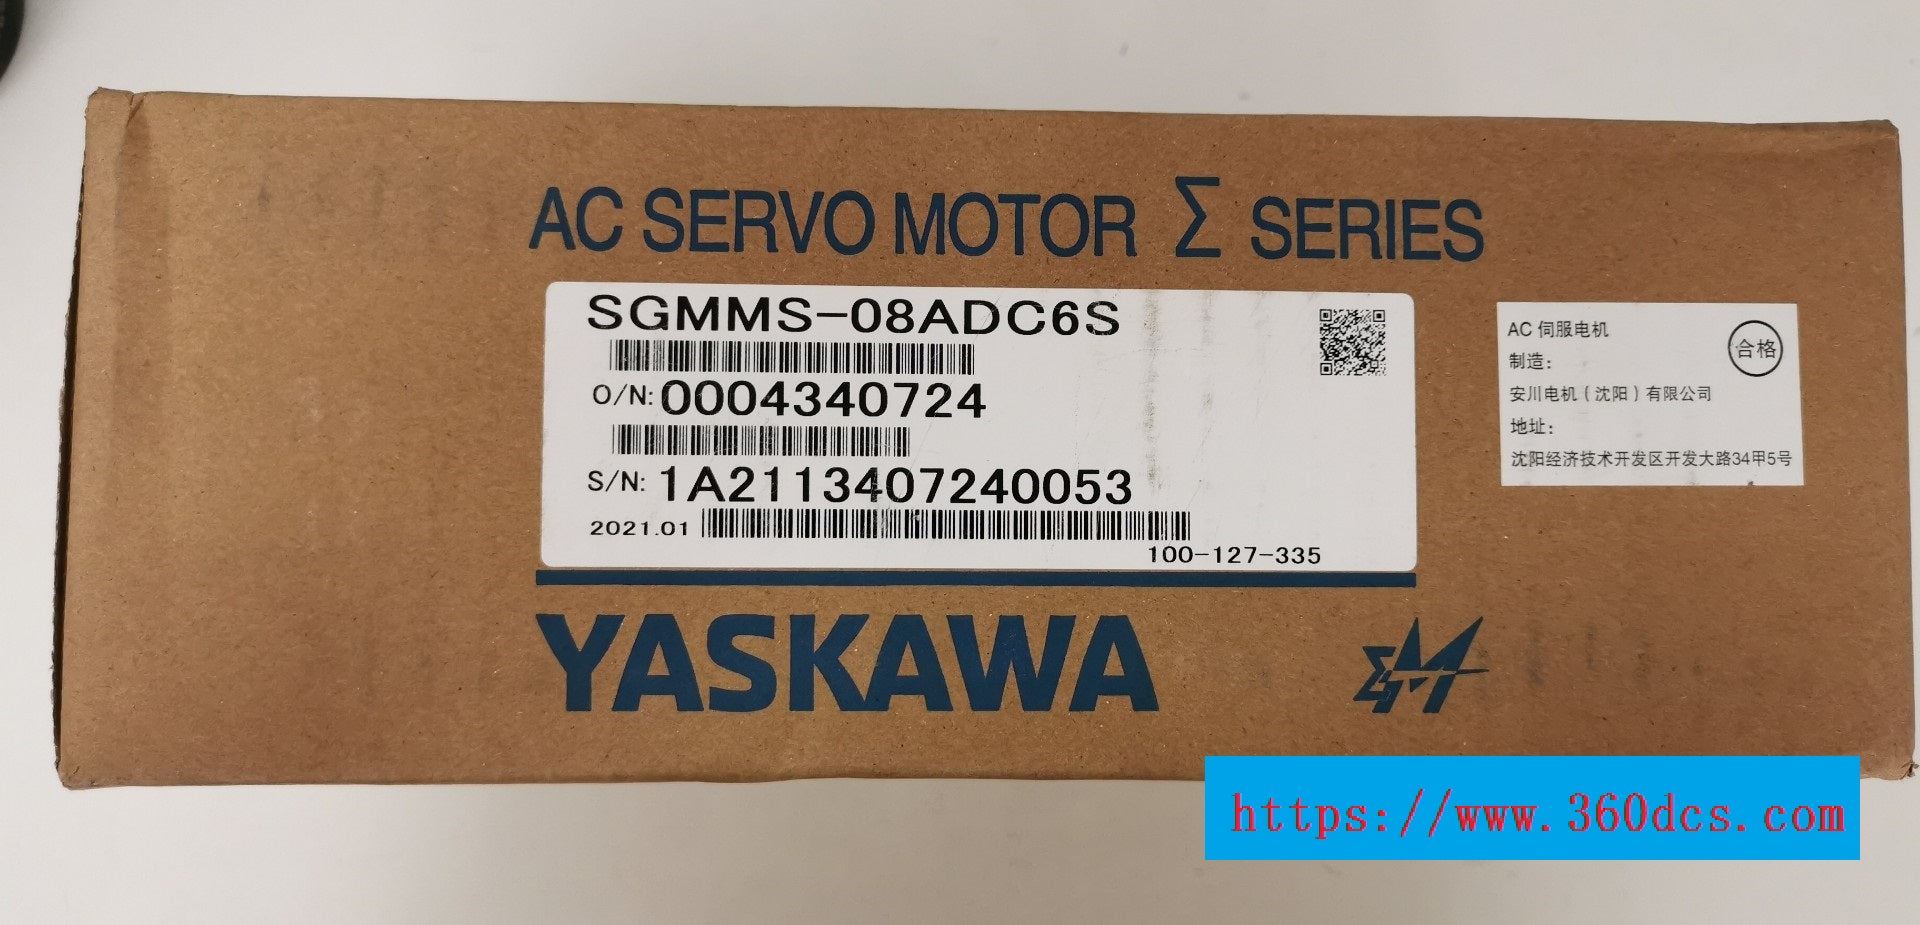 AC SERVO MOTOR Σ SERIES
SGMMS-08ADC6S
O/N: 0004340724
S/N: 1A2113407240053
2021.01
100-127-335
AC 伺服电机
合格
制造：
安川电机（沈阳）有限公司
地址：
沈阳经济技术开发区开发大路34甲5号
YASKAWA
https://www.360dcs.com